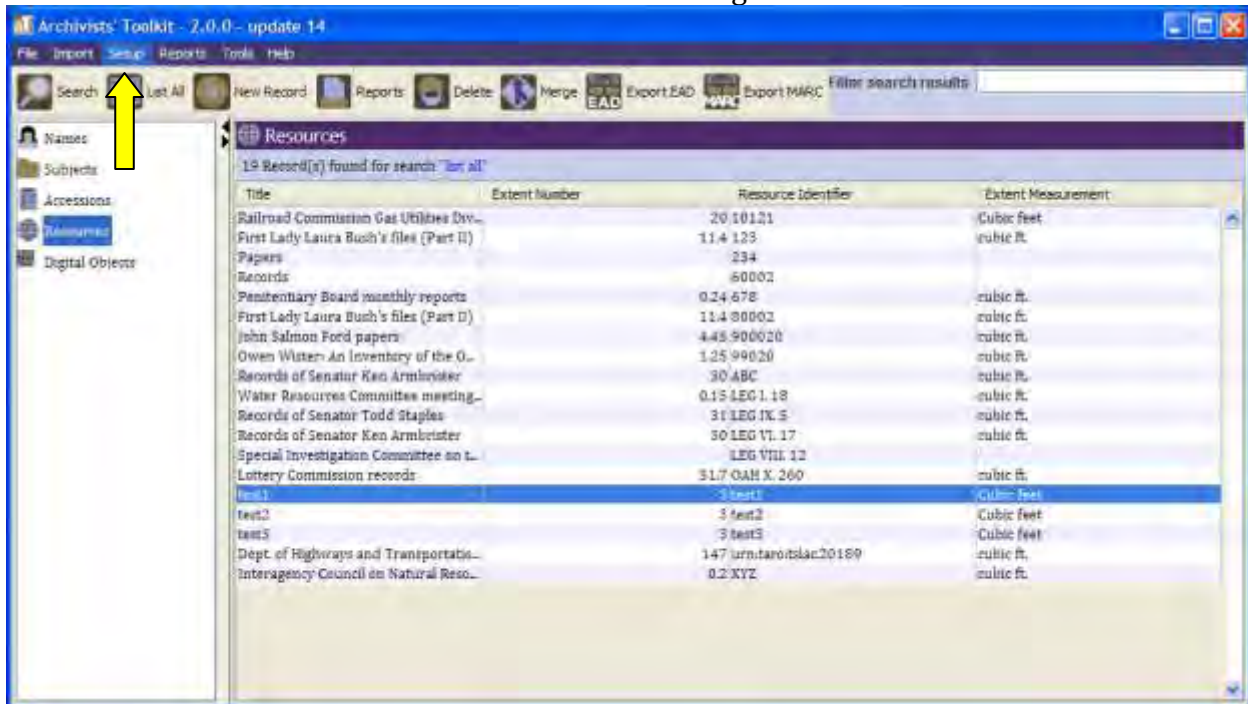 Archivists' Toolkit - 2.0.0 - update 14
File Import Setup Reports Tools Help
Search List All New Record Reports Delete Merge EAD Export EAD MARC Export MARC Filter search results
Names
Subjects
Accessions
Resources
Digital Objects
Resources
19 Record(s) found for search "list all"
Title Extent Number Resource Identifier Extent Measurement
Railroad Commission Gas Utilities Div... 20 10121 Cubic feet
First Lady Laura Bush's files (Part II) 11.4 123 cubic ft.
Papers 234
Records 60002
Penitentiary Board monthly reports 0.24 678 cubic ft.
First Lady Laura Bush's files (Part II) 11.4 80002 cubic ft.
John Salmon Ford papers 4.45 900020 cubic ft.
Owen Wister: An Inventory of the O... 1.25 99020 cubic ft.
Records of Senator Ken Armbrister 30 ABC cubic ft.
Water Resources Committee meeting... 0.15 LEG I. 18 cubic ft.
Records of Senator Todd Staples 31 LEG IX. 5 cubic ft.
Records of Senator Ken Armbrister 30 LEG VI. 17 cubic ft.
Special Investigation Committee on t... LEG VIII. 12
Lottery Commission records 31.7 OAH X. 260 cubic ft.
test1 3 test1 Cubic feet
test2 3 test2 Cubic feet
test3 3 test3 Cubic feet
Dept. of Highways and Transportatio... 147 urn:taro:tslac.20189 cubic ft.
Interagency Council on Natural Reso... 0.2 XYZ cubic ft.